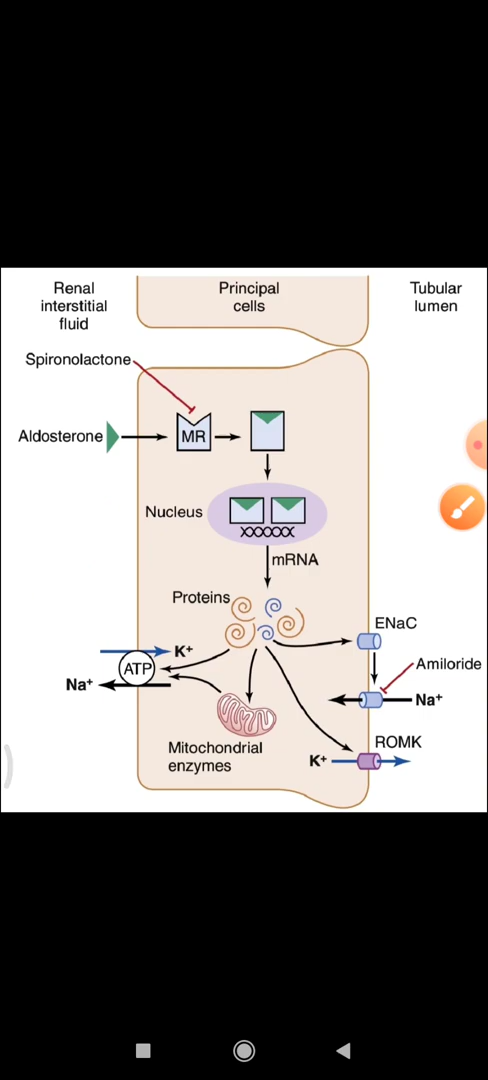 Renal
interstitial
fluid
Principal
cells
Tubular
lumen
Spironolactone
Aldosterone
MR
Nucleus
mRNA
Proteins
ENaC
Amiloride
K+
ATP
Na+
Na+
Mitochondrial
enzymes
ROMK
K+